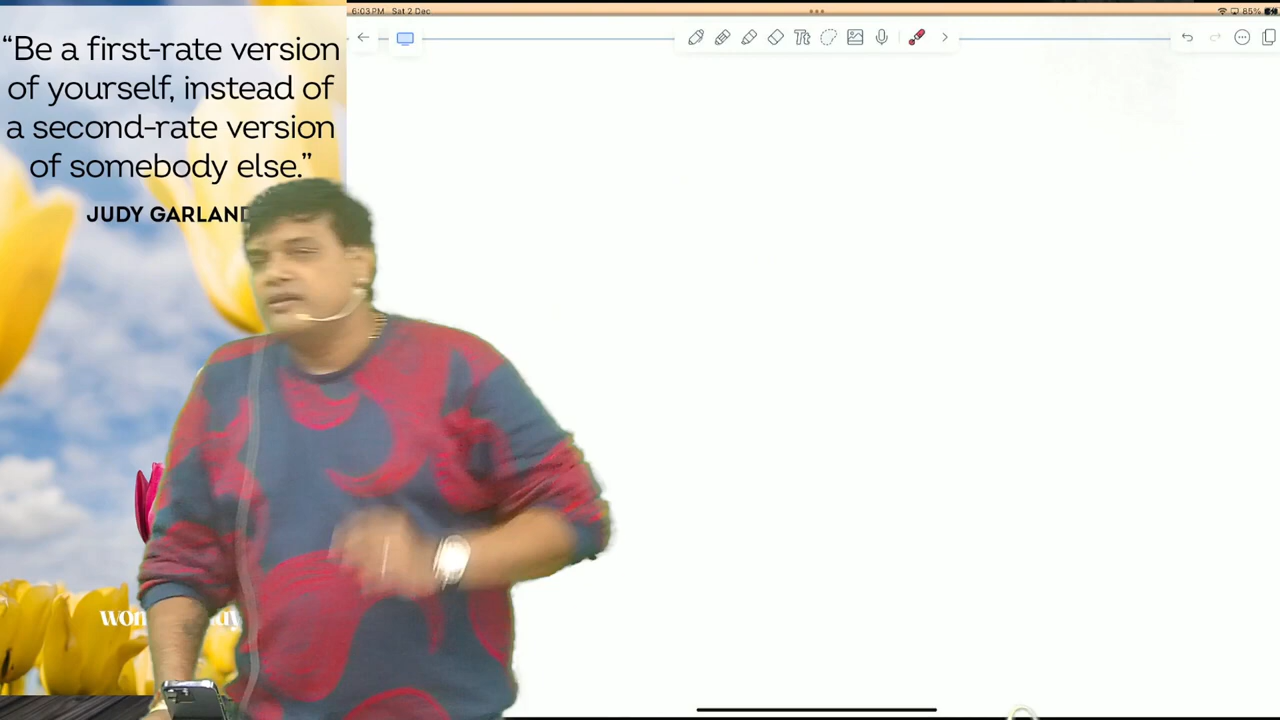 6:03 PM Sat 2 Dec
85%
“Be a first-rate version
of yourself, instead of
a second-rate version
of somebody else.”
JUDY GARLAND